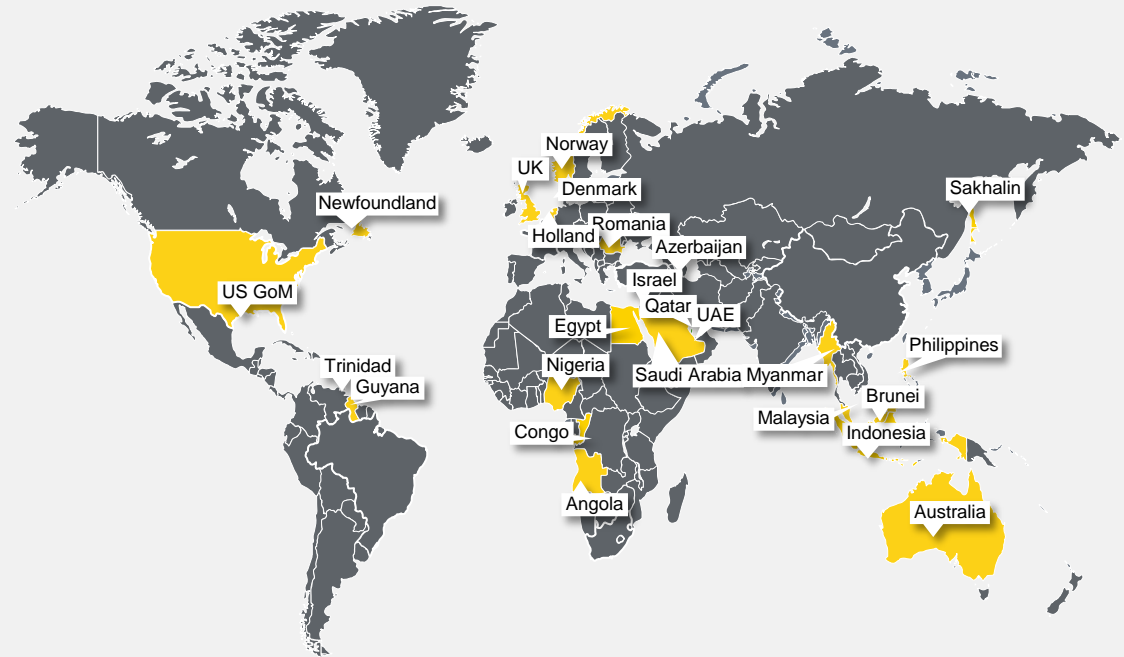 Norway
UK
Denmark
Sakhalin
Newfoundland
Romania
Holland
Azerbaijan
Israel
US GoM
Qatar
UAE
Egypt
Philippines
Trinidad
Nigeria
Saudi Arabia
Myanmar
Guyana
Brunei
Malaysia
Congo
Indonesia
Angola
Australia